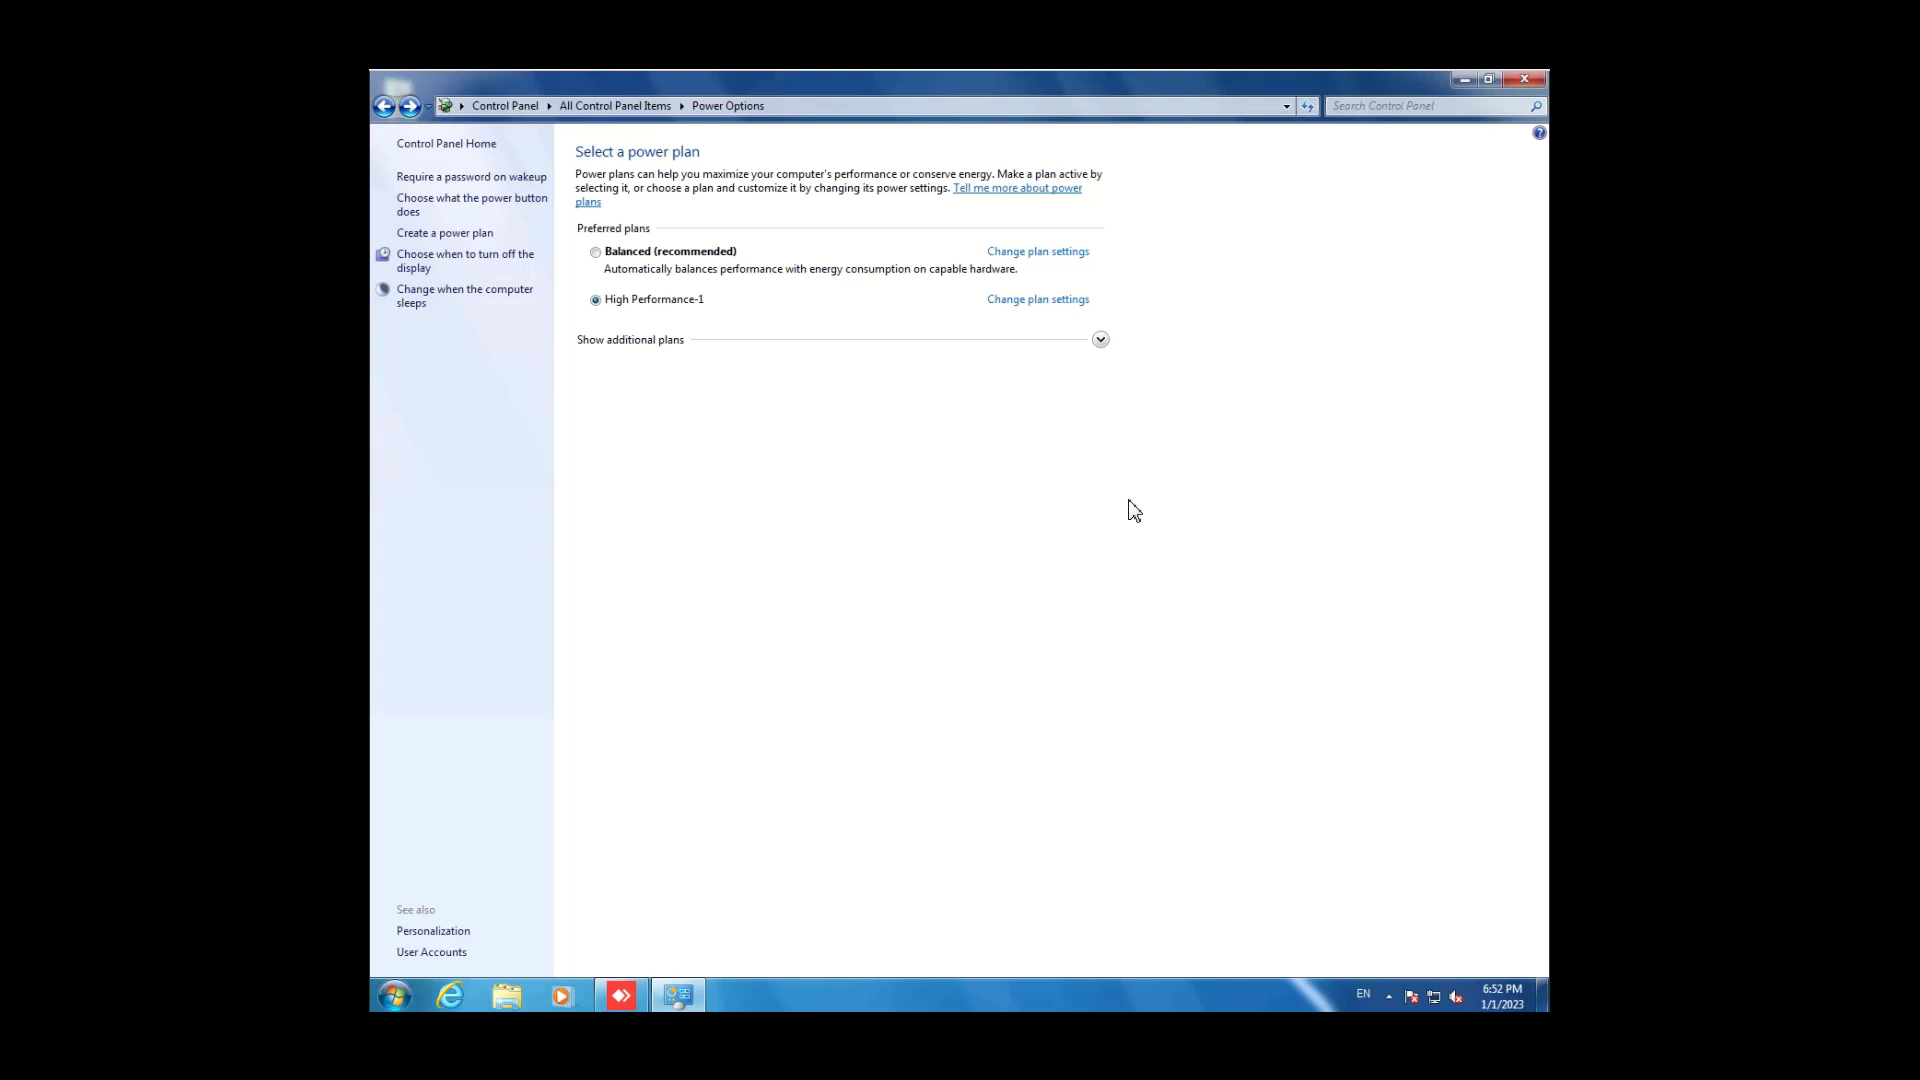 Control Panel
All Control Panel Items
Power Options
Search Control Panel
Control Panel Home
Require a password on wakeup
Choose what the power button
does
Create a power plan
Choose when to turn off the
display
Change when the computer
sleeps
See also
Personalization
User Accounts
Select a power plan
Power plans can help you maximize your computer's performance or conserve energy. Make a plan active by
selecting it, or choose a plan and customize it by changing its power settings. Tell me more about power
plans
Preferred plans
Balanced (recommended)
Change plan settings
Automatically balances performance with energy consumption on capable hardware.
High Performance-1
Change plan settings
Show additional plans
EN
6:52 PM
1/1/2023